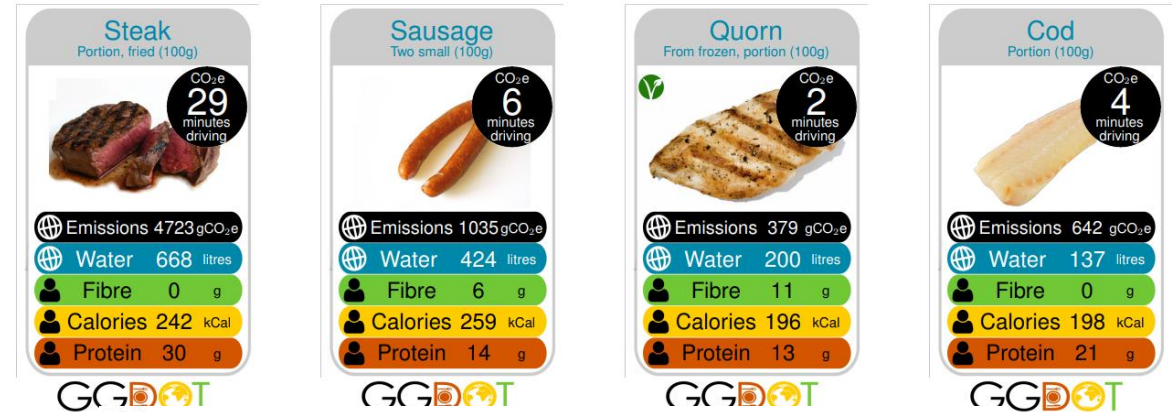 Steak
Portion, fried (100g)
CO₂e
29
minutes
driving
Emissions 4723 gCO₂e
Water 668 litres
Fibre 0 g
Calories 242 kCal
Protein 30 g
GGDOT
Sausage
Two small (100g)
CO₂e
6
minutes
driving
Emissions 1035 gCO₂e
Water 424 litres
Fibre 6 g
Calories 259 kCal
Protein 14 g
GGDOT
Quorn
From frozen, portion (100g)
CO₂e
2
minutes
driving
Emissions 379 gCO₂e
Water 200 litres
Fibre 11 g
Calories 196 kCal
Protein 13 g
GGDOT
Cod
Portion (100g)
CO₂e
4
minutes
driving
Emissions 642 gCO₂e
Water 137 litres
Fibre 0 g
Calories 198 kCal
Protein 21 g
GGDOT